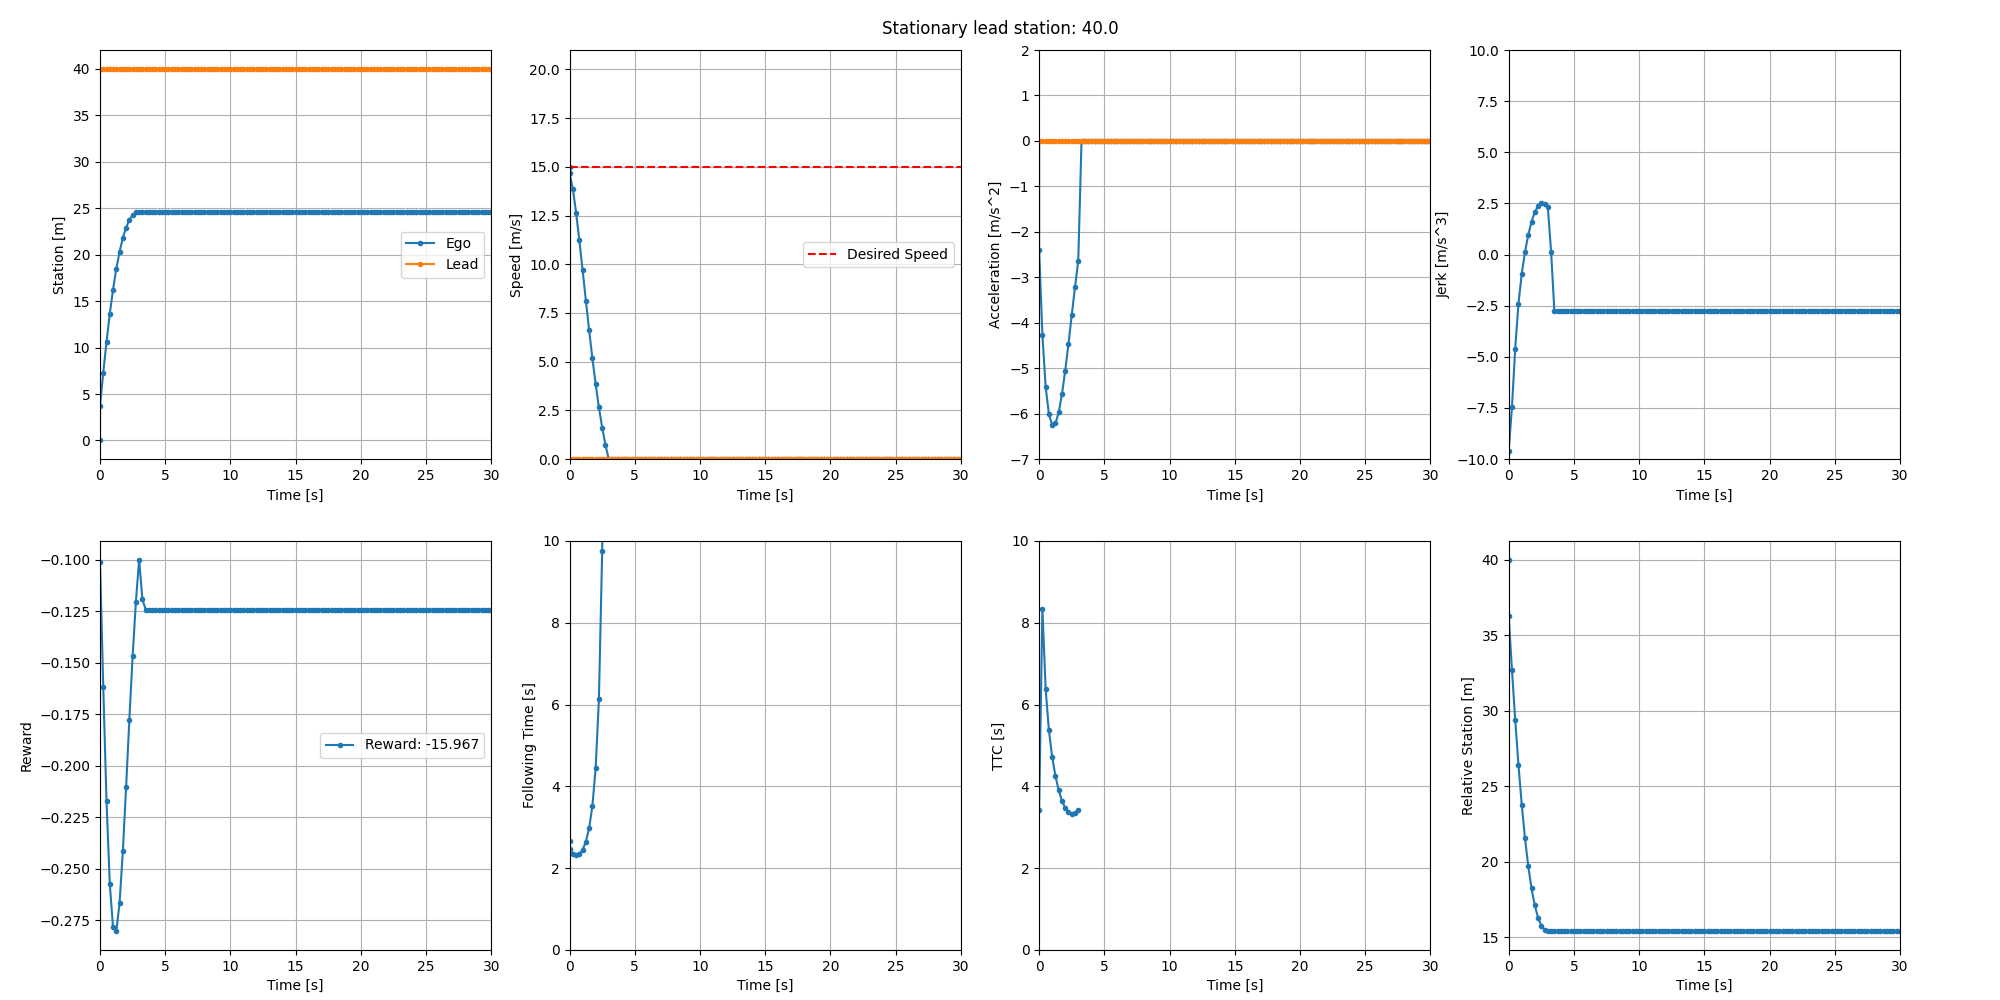 Stationary lead station: 40.0
40
35
30
25
20
15
10
5
0
Station [m]
Ego
Lead
0 5 10 15 20 25 30
Time [s]
20.0
17.5
15.0
12.5
10.0
7.5
5.0
2.5
0.0
Speed [m/s]
Desired Speed
0 5 10 15 20 25 30
Time [s]
2
1
0
−1
−2
−3
−4
−5
−6
−7
Acceleration [m/s^2]
0 5 10 15 20 25 30
Time [s]
10.0
7.5
5.0
2.5
0.0
−2.5
−5.0
−7.5
−10.0
Jerk [m/s^3]
0 5 10 15 20 25 30
Time [s]
−0.100
−0.125
−0.150
−0.175
−0.200
−0.225
−0.250
−0.275
Reward
Reward: -15.967
0 5 10 15 20 25 30
Time [s]
10
8
6
4
2
0
Following Time [s]
0 5 10 15 20 25 30
Time [s]
10
8
6
4
2
0
TTC [s]
0 5 10 15 20 25 30
Time [s]
40
35
30
25
20
15
Relative Station [m]
0 5 10 15 20 25 30
Time [s]